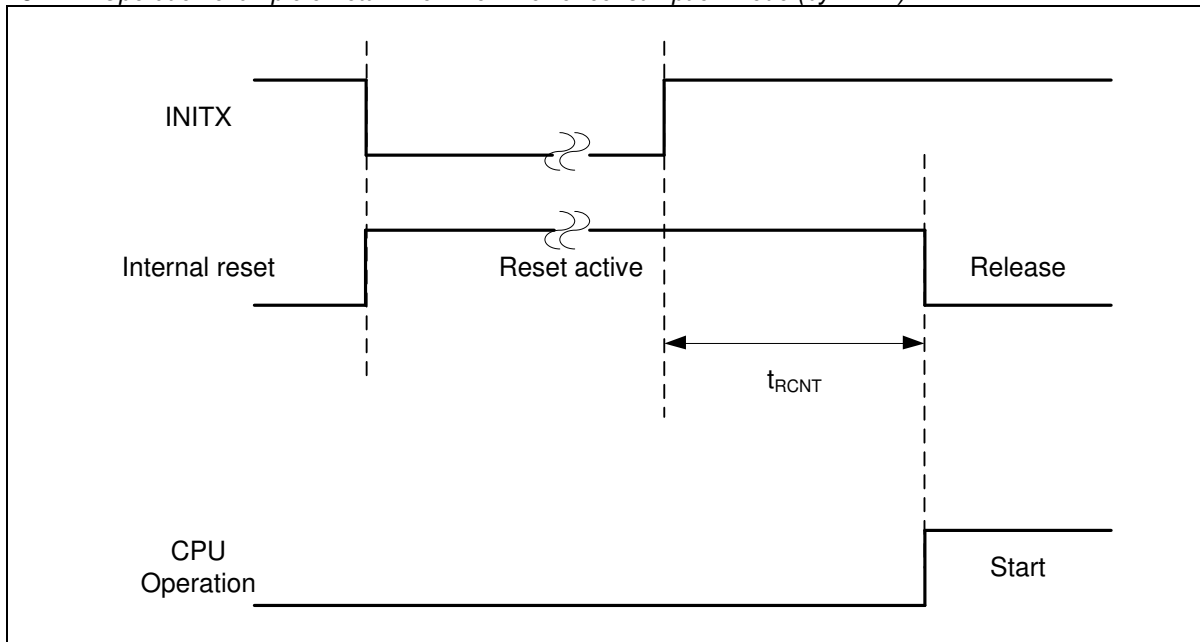 INITX
Internal reset
Reset active
Release
tRCNT
CPU
Operation
Start